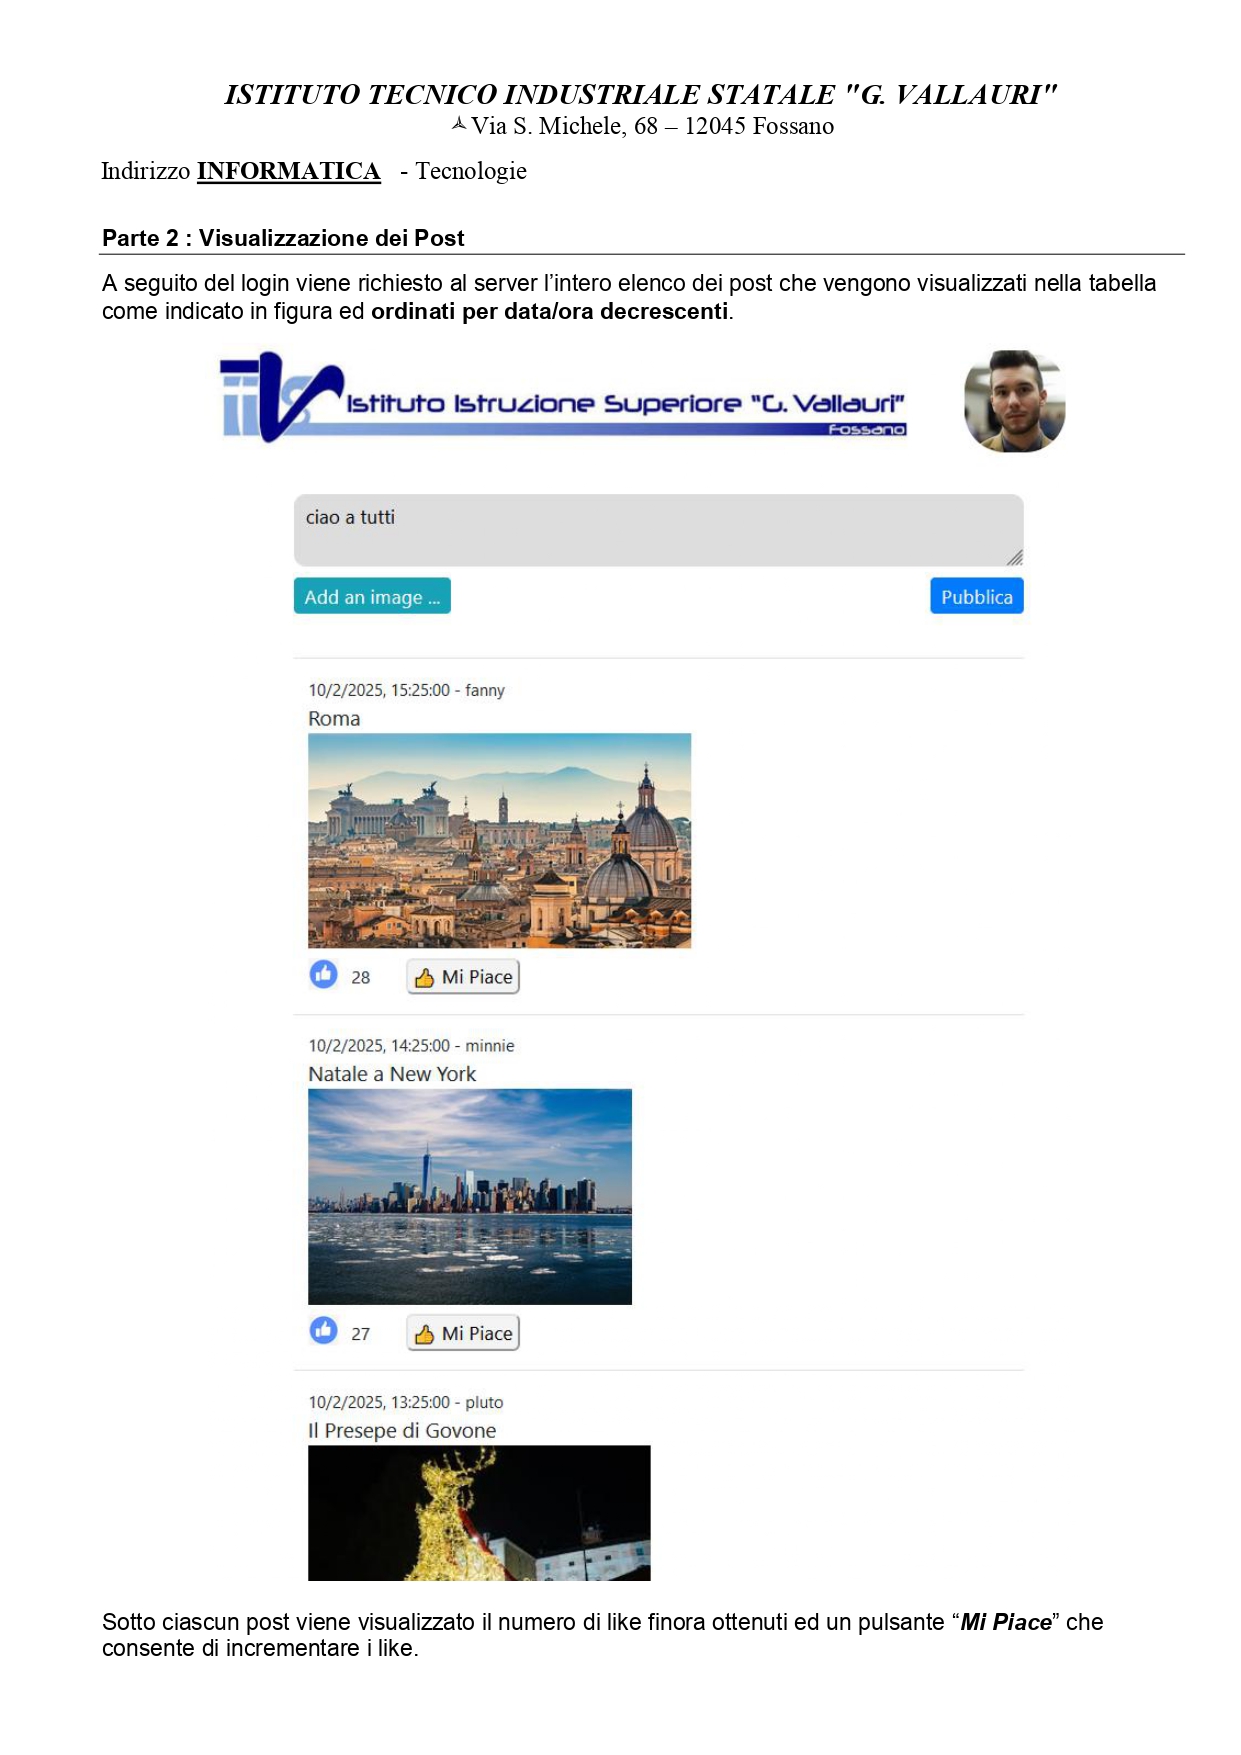 ISTITUTO TECNICO INDUSTRIALE STATALE "G. VALLAURI"
Via S. Michele, 68 – 12045 Fossano
Indirizzo INFORMATICA - Tecnologie
Parte 2 : Visualizzazione dei Post
A seguito del login viene richiesto al server l’intero elenco dei post che vengono visualizzati nella tabella
come indicato in figura ed ordinati per data/ora decrescenti.
iis Istituto Istruzione Superiore "G. Vallauri"
Fossano
ciao a tutti
Add an image ...
Pubblica
10/2/2025, 15:25:00 - fanny
Roma
28 Mi Piace
10/2/2025, 14:25:00 - minnie
Natale a New York
27 Mi Piace
10/2/2025, 13:25:00 - pluto
Il Presepe di Govone
Sotto ciascun post viene visualizzato il numero di like finora ottenuti ed un pulsante “Mi Piace” che
consente di incrementare i like.